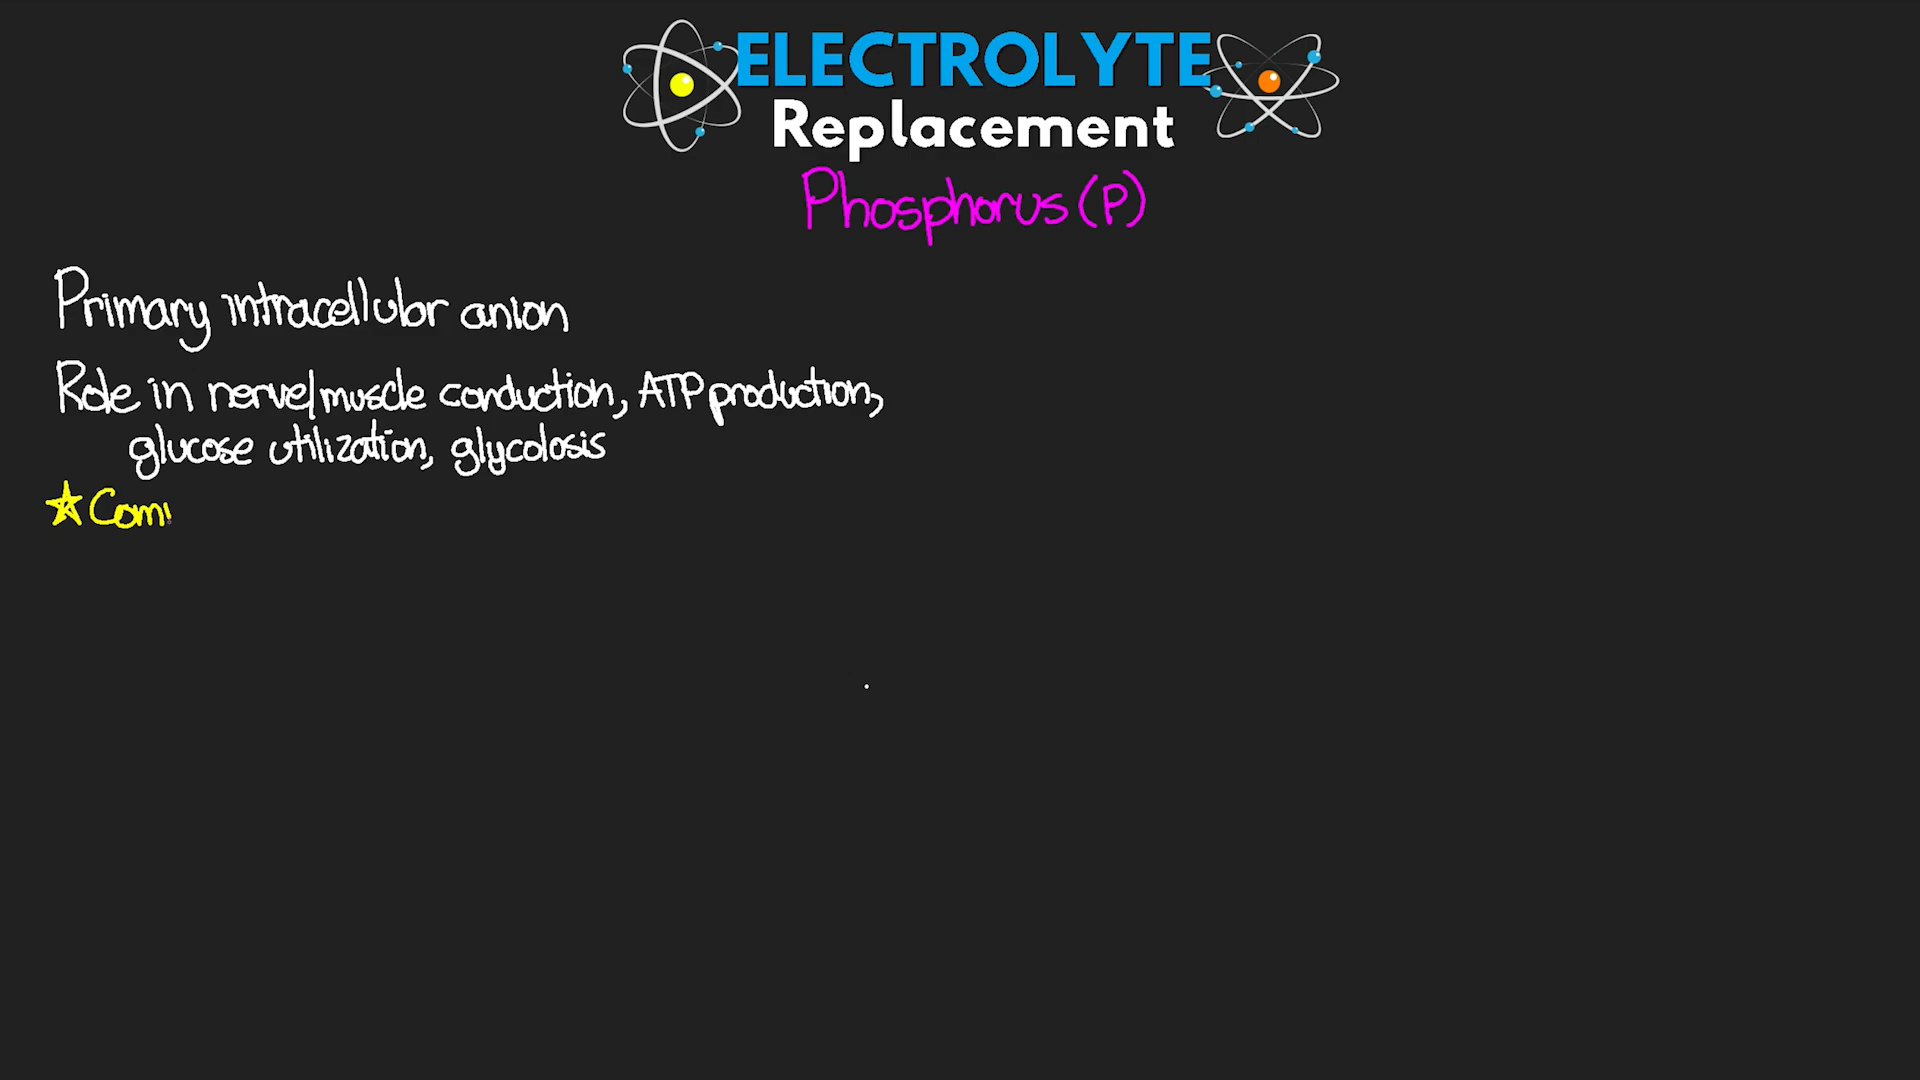 ELECTROLYTE
Replacement
Phosphorus (P)
Primary intracellular anion
Role in nerve/muscle conduction, ATP production,
glucose utilization, glycolosis
★ Com